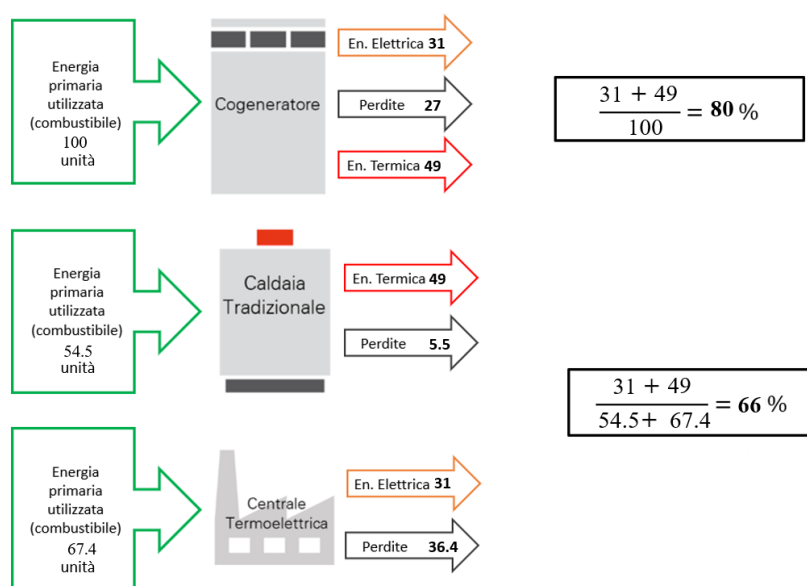 Energia
primaria
utilizzata
(combustibile)
100
unità
Cogeneratore
En. Elettrica 31
Perdite 27
En. Termica 49
31 + 49
100
= 80 %
Energia
primaria
utilizzata
(combustibile)
54.5
unità
Caldaia
Tradizionale
En. Termica 49
Perdite 5.5
31 + 49
54.5+ 67.4
= 66 %
Energia
primaria
utilizzata
(combustibile)
67.4
unità
Centrale
Termoelettrica
En. Elettrica 31
Perdite 36.4